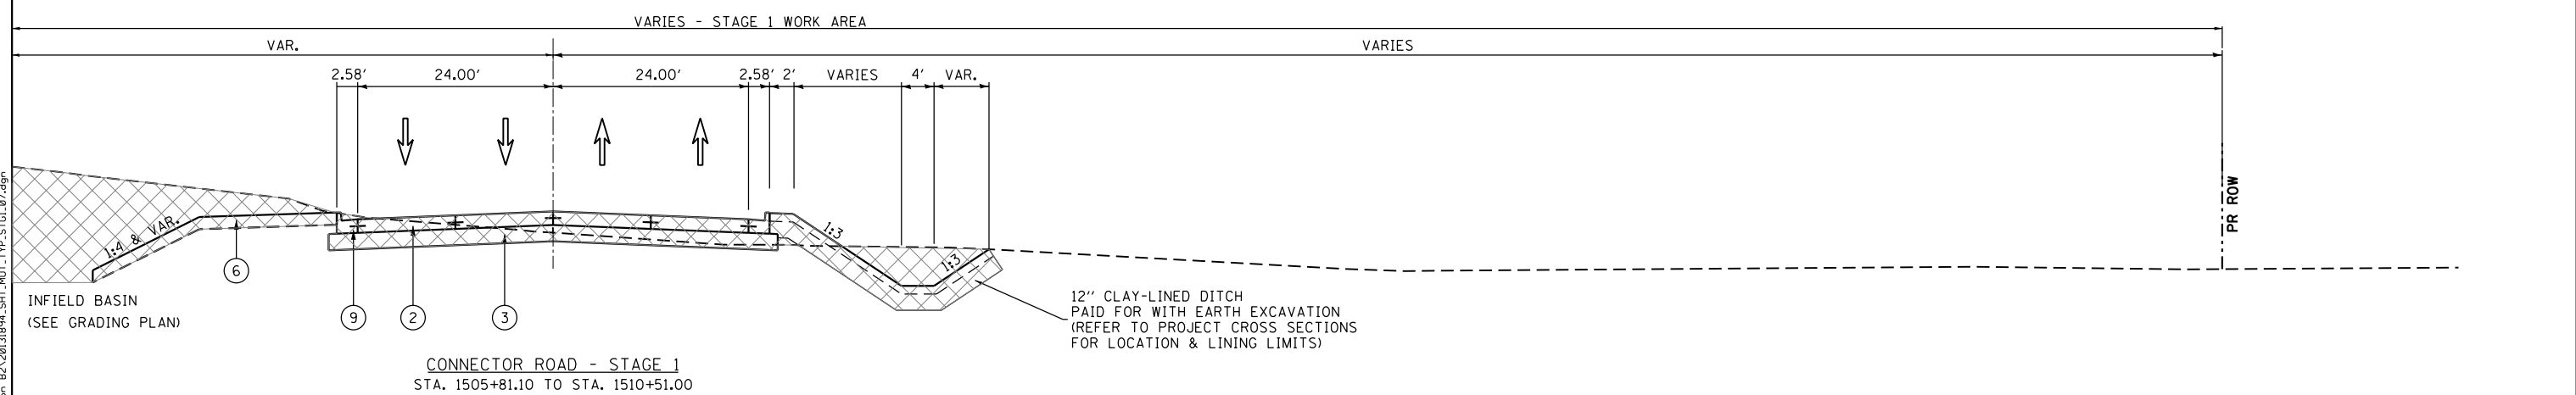 VARIES - STAGE 1 WORK AREA
VAR.
VARIES
2.58' 24.00' 24.00' 2.58' 2' VARIES 4' VAR.
1:4 & VAR.
1:3
1:3
PR ROW
6
9 2 3
INFIELD BASIN
(SEE GRADING PLAN)
12" CLAY-LINED DITCH
PAID FOR WITH EARTH EXCAVATION
(REFER TO PROJECT CROSS SECTIONS
FOR LOCATION & LINING LIMITS)
CONNECTOR ROAD - STAGE 1
STA. 1505+81.10 TO STA. 1510+51.00